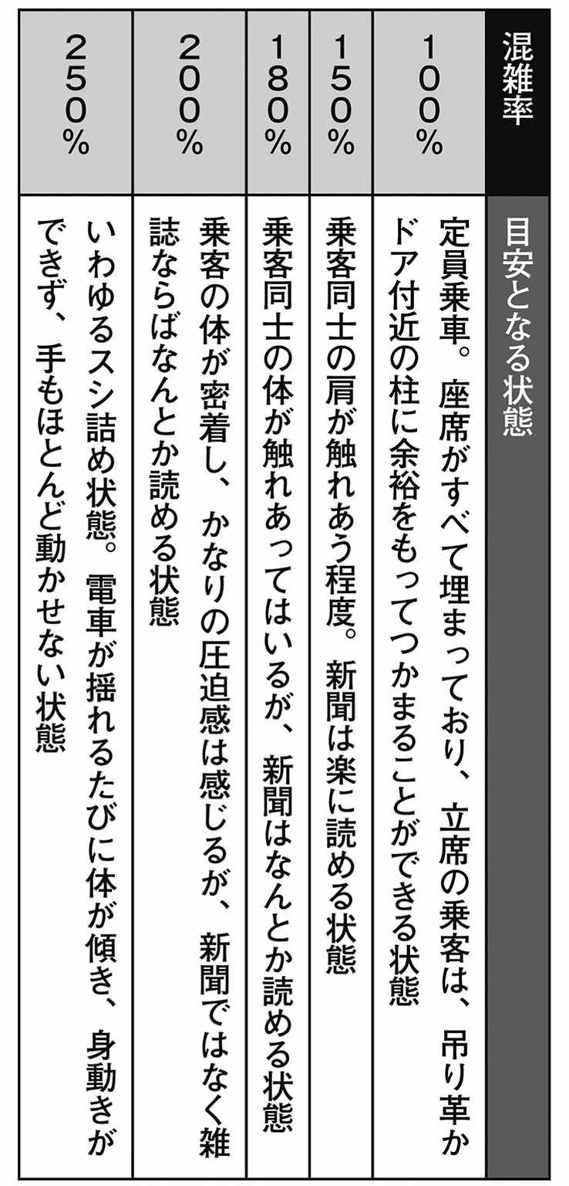 混雑率
目安となる状態
100%
定員乗車。座席がすべて埋まっており、立席の乗客は、吊り革か
ドア付近の柱に余裕をもってつかまることができる状態
150%
乗客同士の肩が触れあう程度。新聞は楽に読める状態
180%
乗客同士の体が触れあってはいるが、新聞はなんとか読める状態
200%
乗客の体が密着し、かなりの圧迫感は感じるが、新聞ではなく雑
誌ならばなんとか読める状態
250%
いわゆるスシ詰め状態。電車が揺れるたびに体が傾き、身動きが
できず、手もほとんど動かせない状態